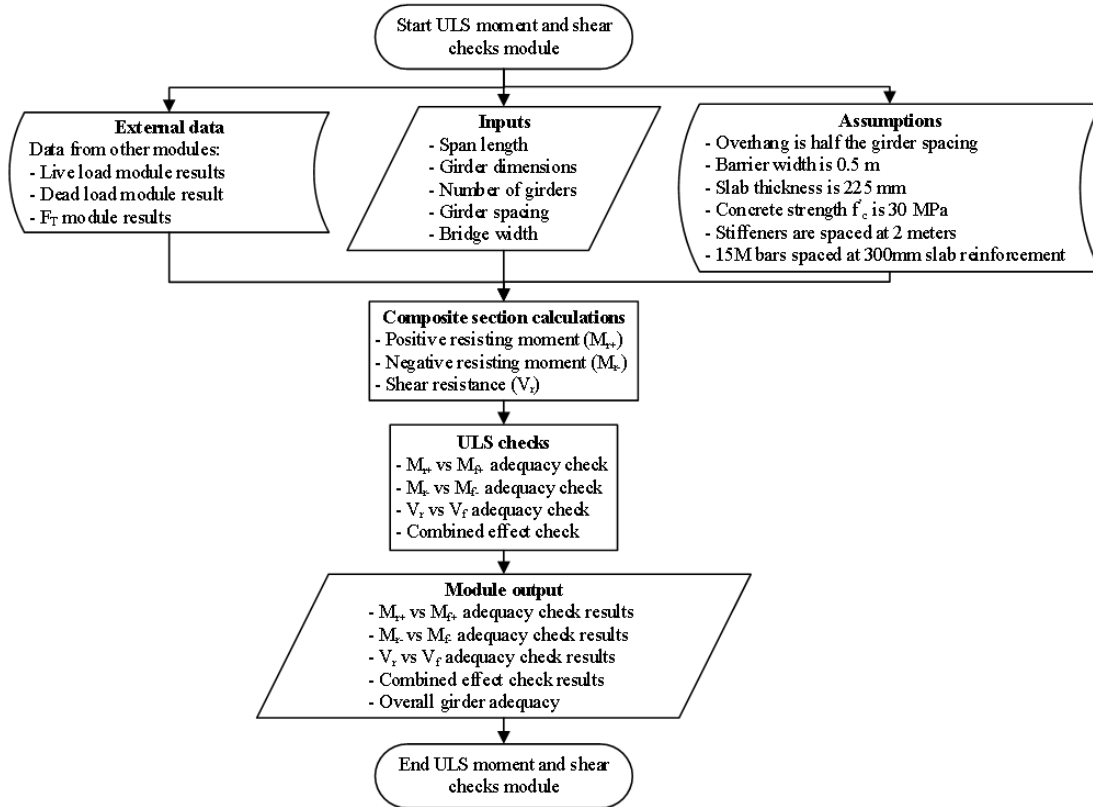 Start ULS moment and shear
checks module
External data
Data from other modules:
- Live load module results
- Dead load module result
- FT module results
Inputs
- Span length
- Girder dimensions
- Number of girders
- Girder spacing
- Bridge width
Assumptions
- Overhang is half the girder spacing
- Barrier width is 0.5 m
- Slab thickness is 225 mm
- Concrete strength f'c is 30 MPa
- Stiffeners are spaced at 2 meters
- 15M bars spaced at 300mm slab reinforcement
Composite section calculations
- Positive resisting moment (Mr+)
- Negative resisting moment (Mr-)
- Shear resistance (Vr)
ULS checks
- Mr+ vs Mf+ adequacy check
- Mr- vs Mf- adequacy check
- Vr vs Vf adequacy check
- Combined effect check
Module output
- Mr+ vs Mf+ adequacy check results
- Mr- vs Mf- adequacy check results
- Vr vs Vf adequacy check results
- Combined effect check results
- Overall girder adequacy
End ULS moment and shear
checks module